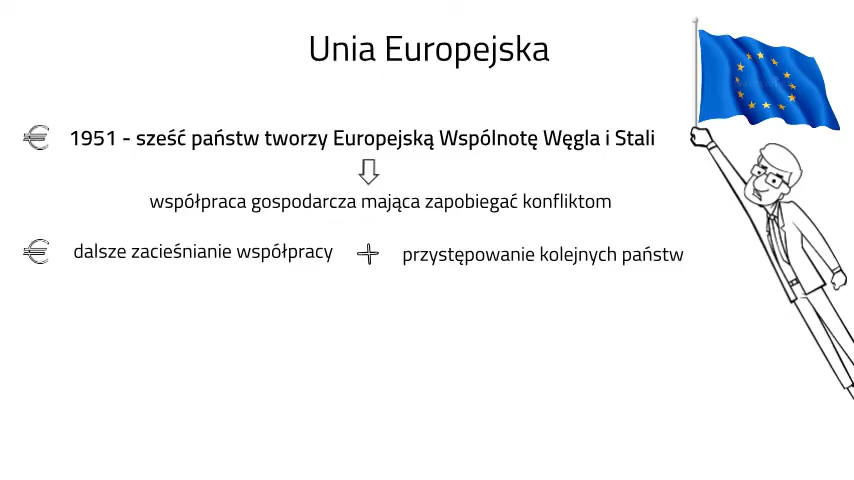 Unia Europejska
1951 - sześć państw tworzy Europejską Wspólnotę Węgla i Stali
współpraca gospodarcza mająca zapobiegać konfliktom
dalsze zacieśnianie współpracy + przystępowanie kolejnych państw